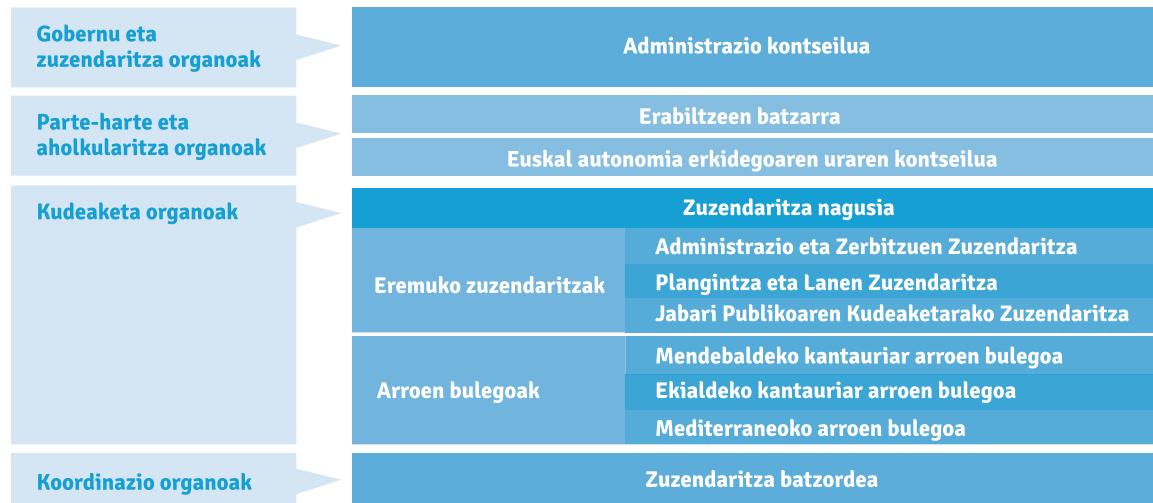 Gobernu eta
zuzendaritza organoak
Administrazio kontseilua
Parte-harte eta
aholkularitza organoak
Erabiltzeen batzarra
Euskal autonomia erkidegoaren uraren kontseilua
Kudeaketa organoak
Zuzendaritza nagusia
Eremuko zuzendaritzak
Administrazio eta Zerbitzuen Zuzendaritza
Plangintza eta Lanen Zuzendaritza
Jabari Publikoaren Kudeaketarako Zuzendaritza
Arroen bulegoak
Mendebaldeko kantauriar arroen bulegoa
Ekialdeko kantauriar arroen bulegoa
Mediterraneoko arroen bulegoa
Koordinazio organoak
Zuzendaritza batzordea